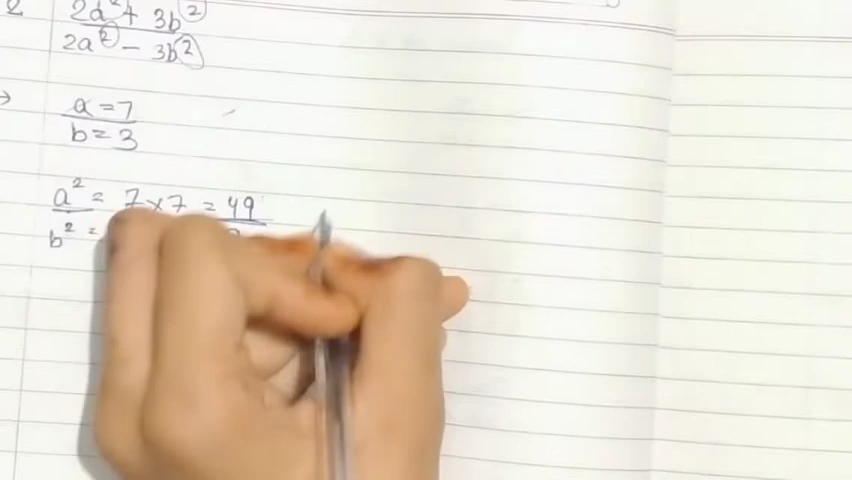 2a² + 3b²
2a² - 3b²
→ a = 7
b = 3
a² = 7 × 7 = 49
b² =